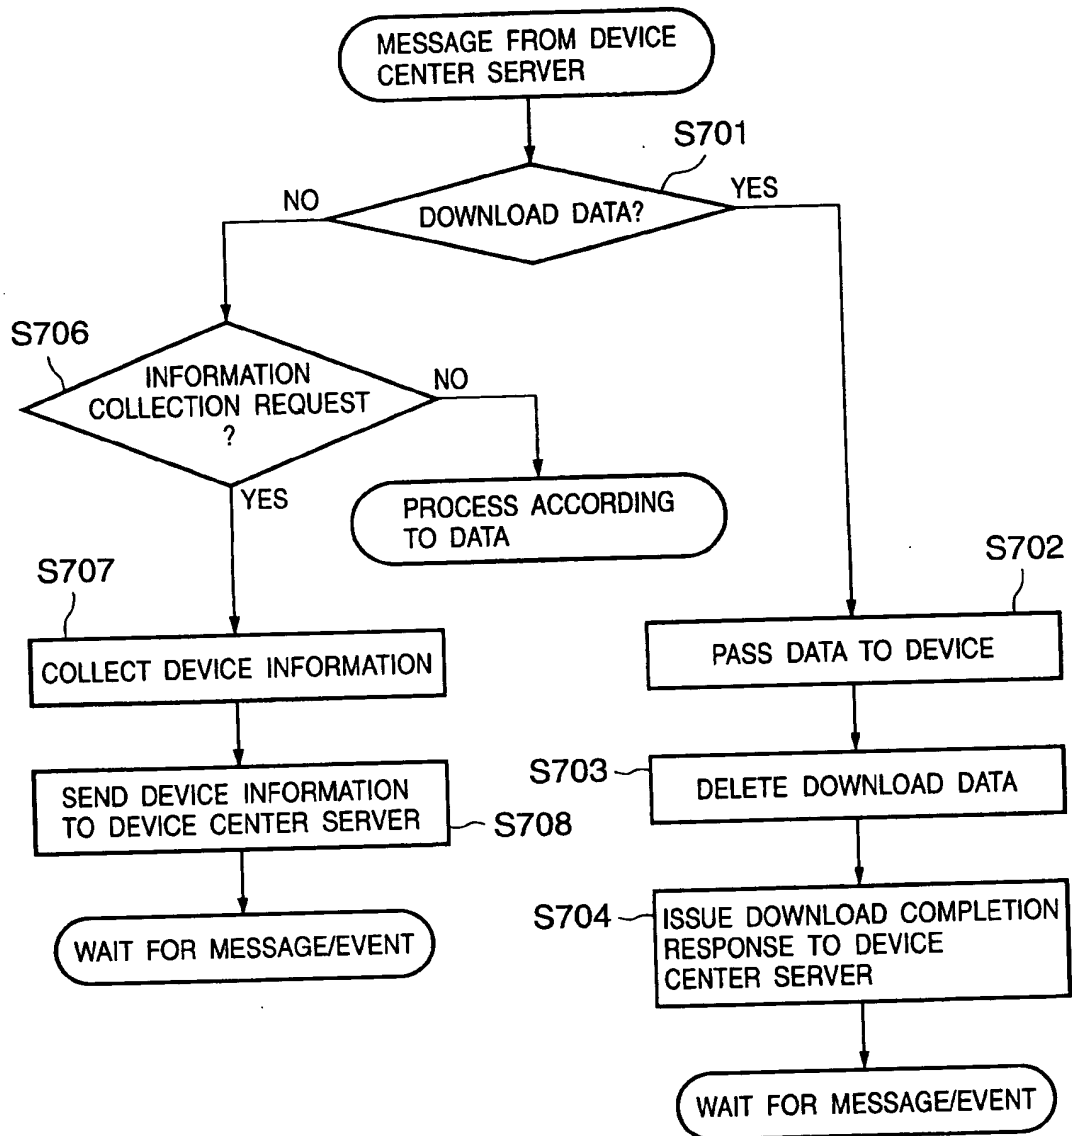 MESSAGE FROM DEVICE
CENTER SERVER
S701
NO
YES
DOWNLOAD DATA?
S706
INFORMATION
COLLECTION REQUEST
?
NO
YES
PROCESS ACCORDING
TO DATA
S707
COLLECT DEVICE INFORMATION
SEND DEVICE INFORMATION
TO DEVICE CENTER SERVER
S708
WAIT FOR MESSAGE/EVENT
S702
PASS DATA TO DEVICE
S703
DELETE DOWNLOAD DATA
S704
ISSUE DOWNLOAD COMPLETION
RESPONSE TO DEVICE
CENTER SERVER
WAIT FOR MESSAGE/EVENT